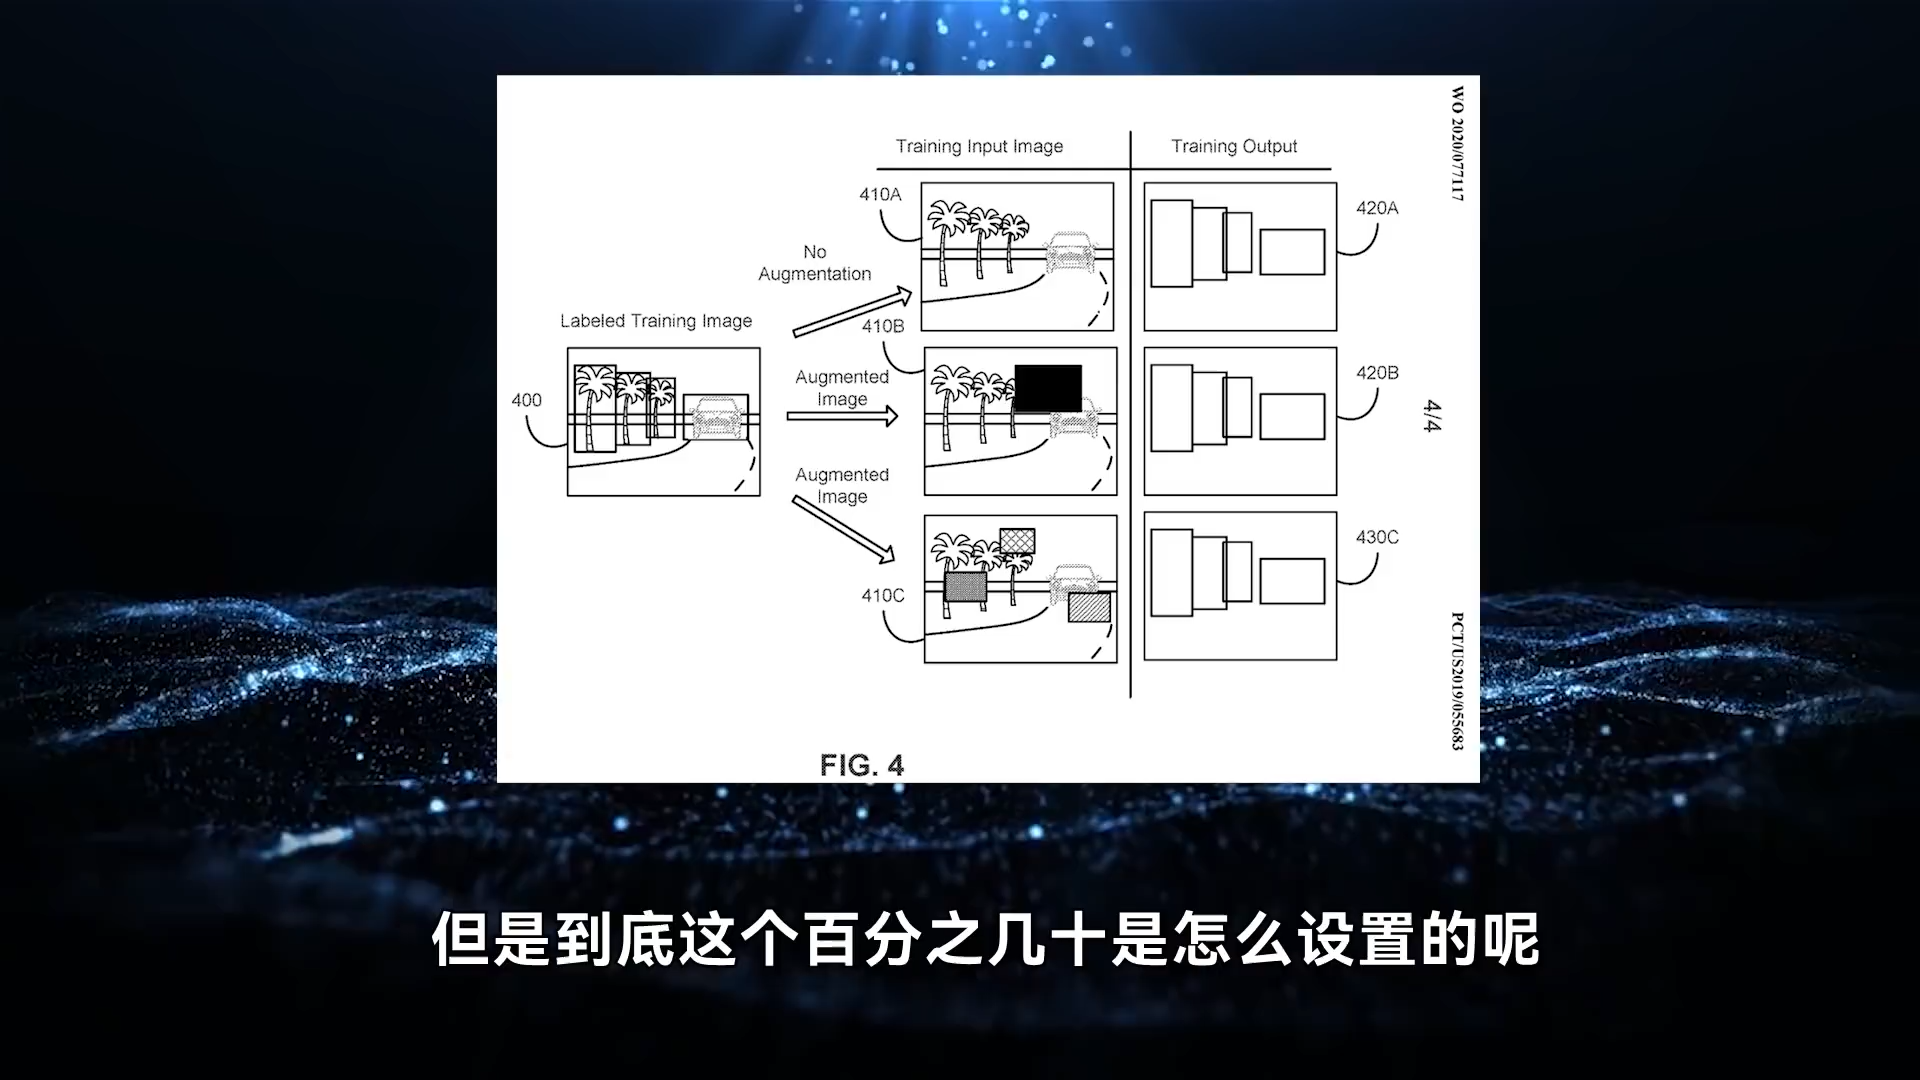 WO 2020/077117
Training Input Image
Training Output
410A
420A
No
Augmentation
Labeled Training Image
410B
Augmented
Image
420B
400
4/4
Augmented
Image
430C
410C
PCT/US2019/055683
FIG. 4
但是到底这个百分之几十是怎么设置的呢